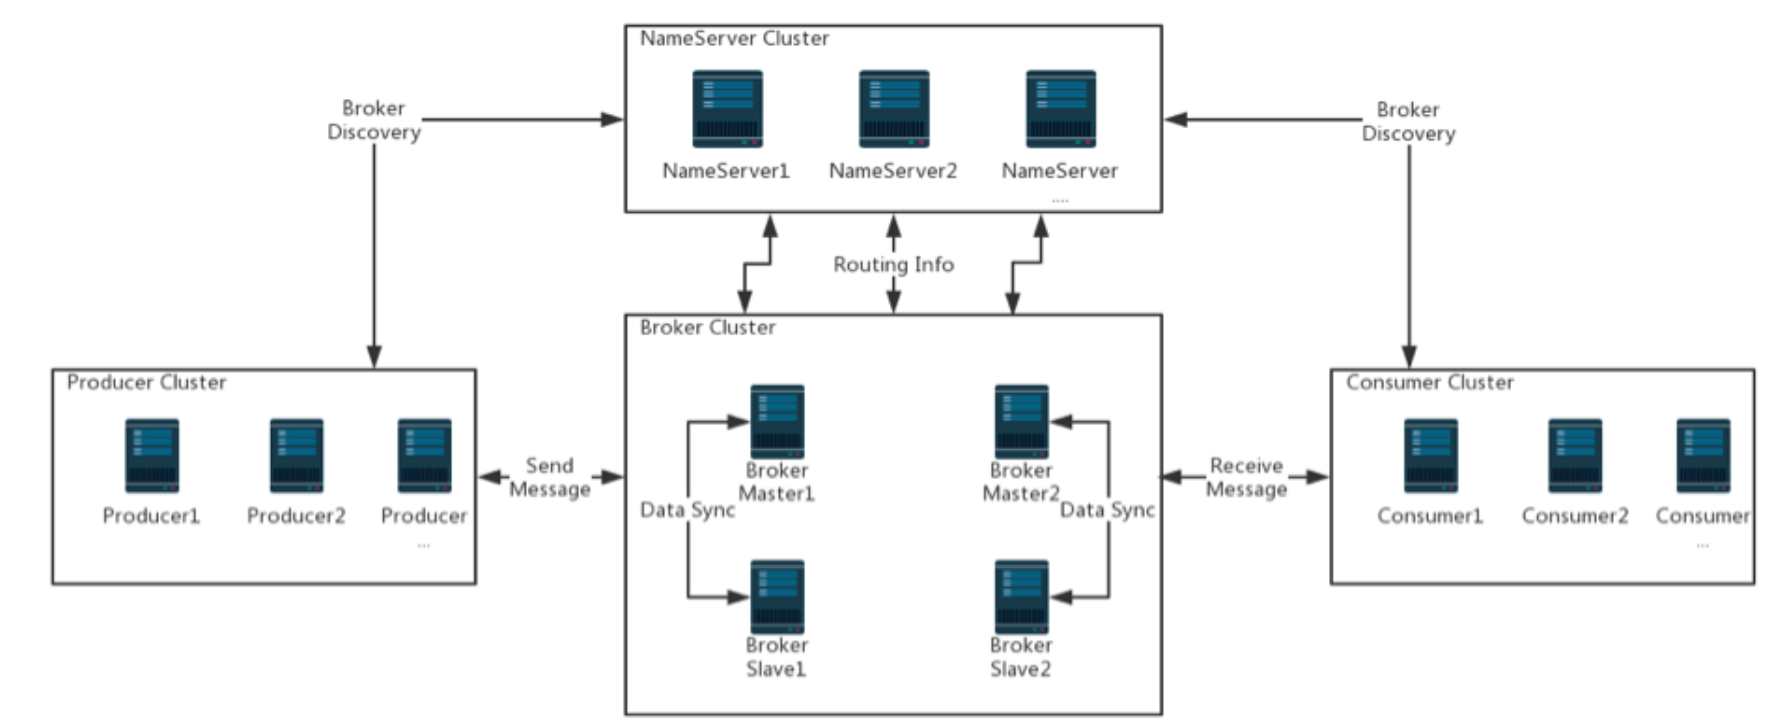 NameServer Cluster
NameServer1
NameServer2
NameServer
....
Broker
Discovery
Broker
Discovery
Routing Info
Producer Cluster
Producer1
Producer2
Producer
...
Send
Message
Broker Cluster
Broker
Master1
Broker
Master2
Data Sync
Data Sync
Broker
Slave1
Broker
Slave2
Receive
Message
Consumer Cluster
Consumer1
Consumer2
Consumer
...